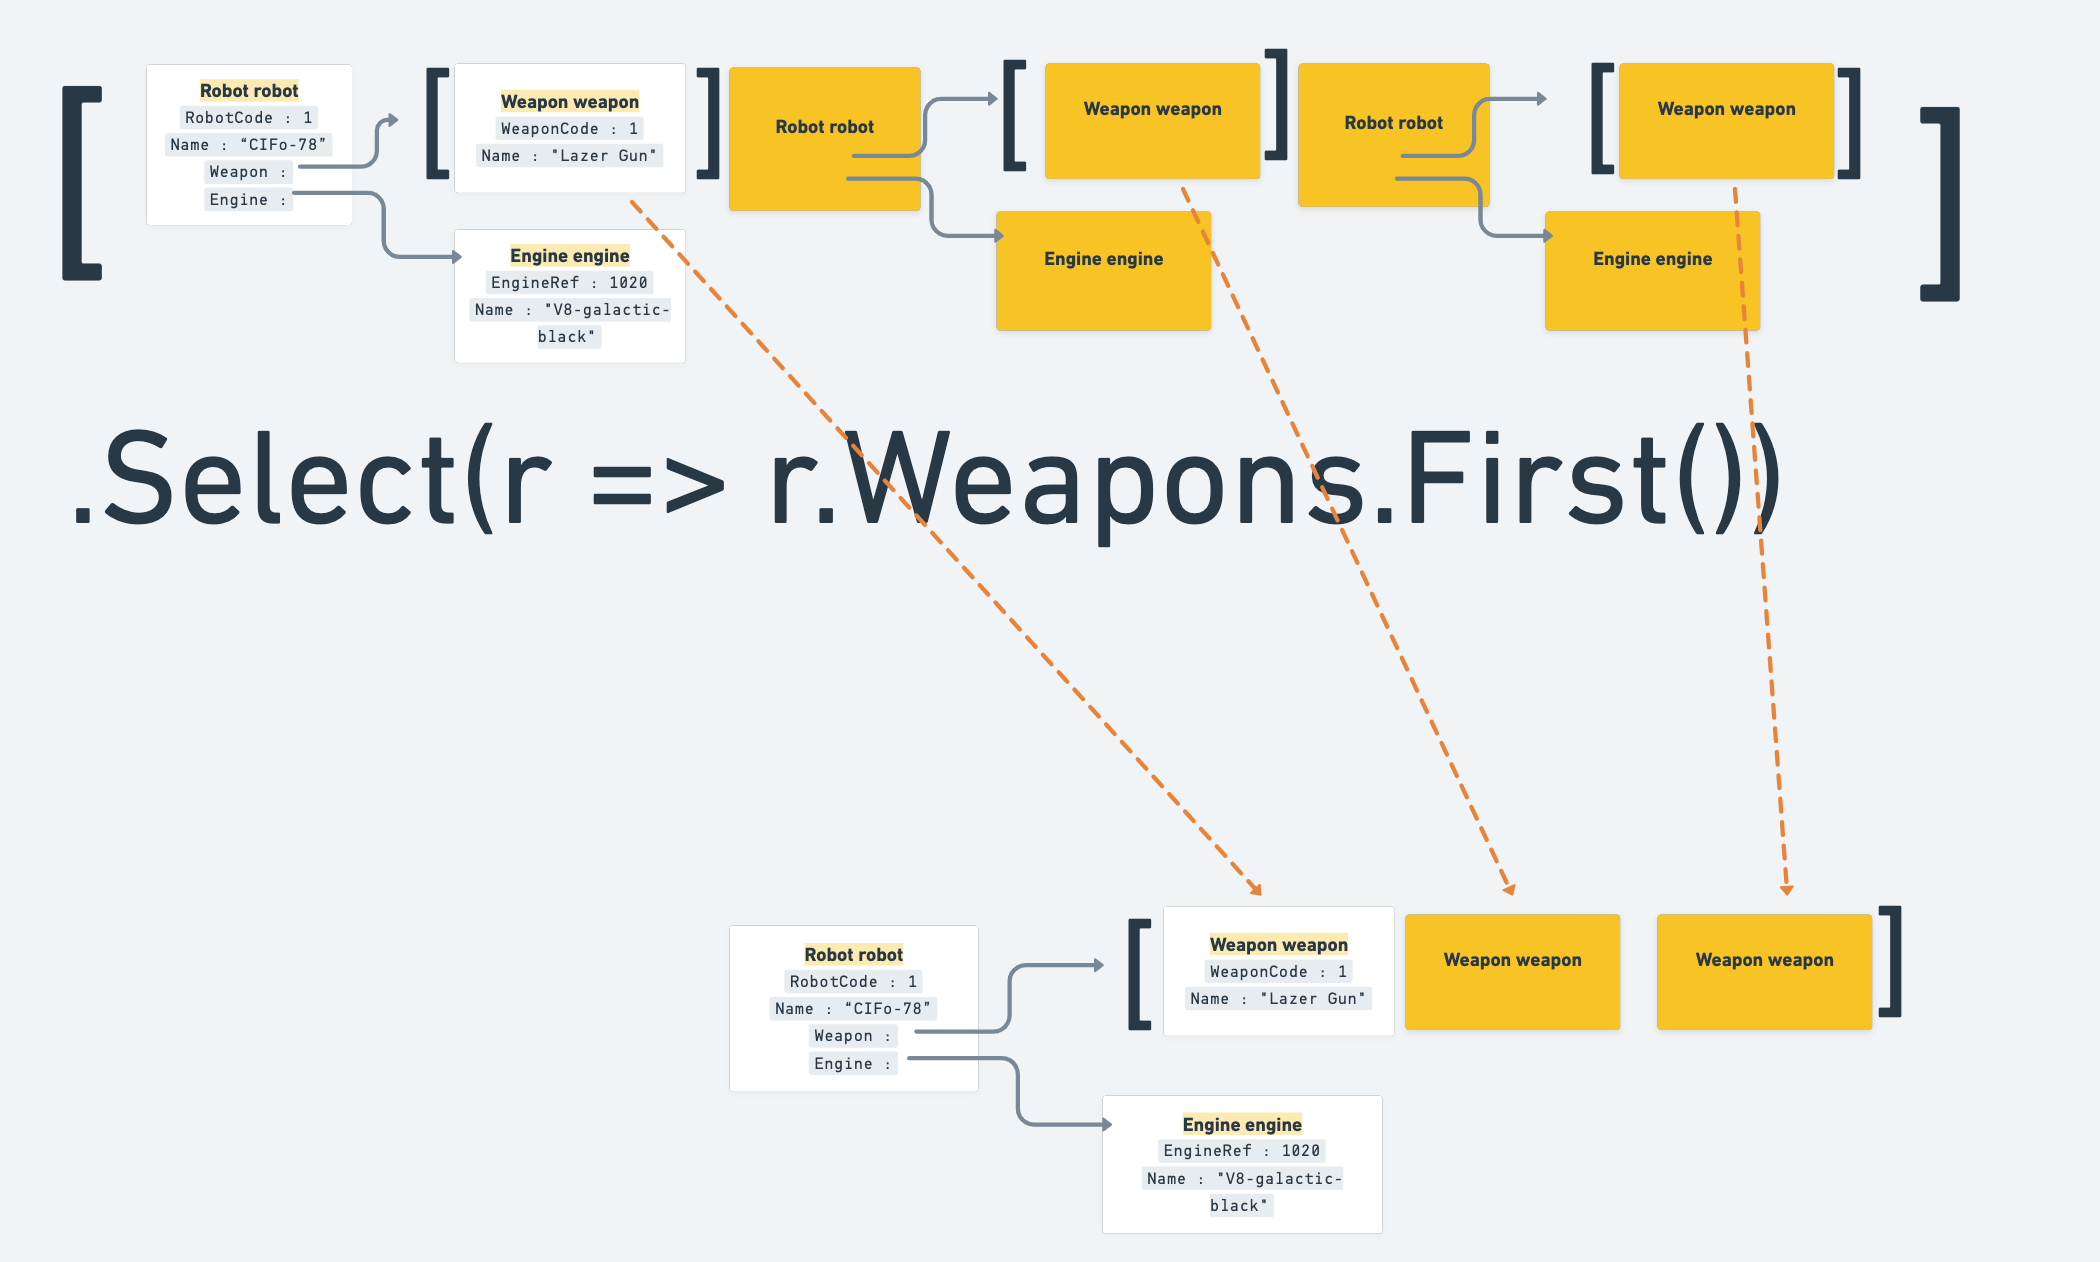 [
Robot robot
RobotCode : 1
Name : “CIFo-78”
Weapon :
Engine :
[
Weapon weapon
WeaponCode : 1
Name : "Lazer Gun"
]
Engine engine
EngineRef : 1020
Name : "V8-galactic-
black"
Robot robot
[
Weapon weapon
]
Engine engine
Robot robot
[
Weapon weapon
]
Engine engine
]
.Select(r => r.Weapons.First())
Robot robot
RobotCode : 1
Name : “CIFo-78”
Weapon :
Engine :
[
Weapon weapon
WeaponCode : 1
Name : "Lazer Gun"
Weapon weapon
Weapon weapon
]
Engine engine
EngineRef : 1020
Name : "V8-galactic-
black"